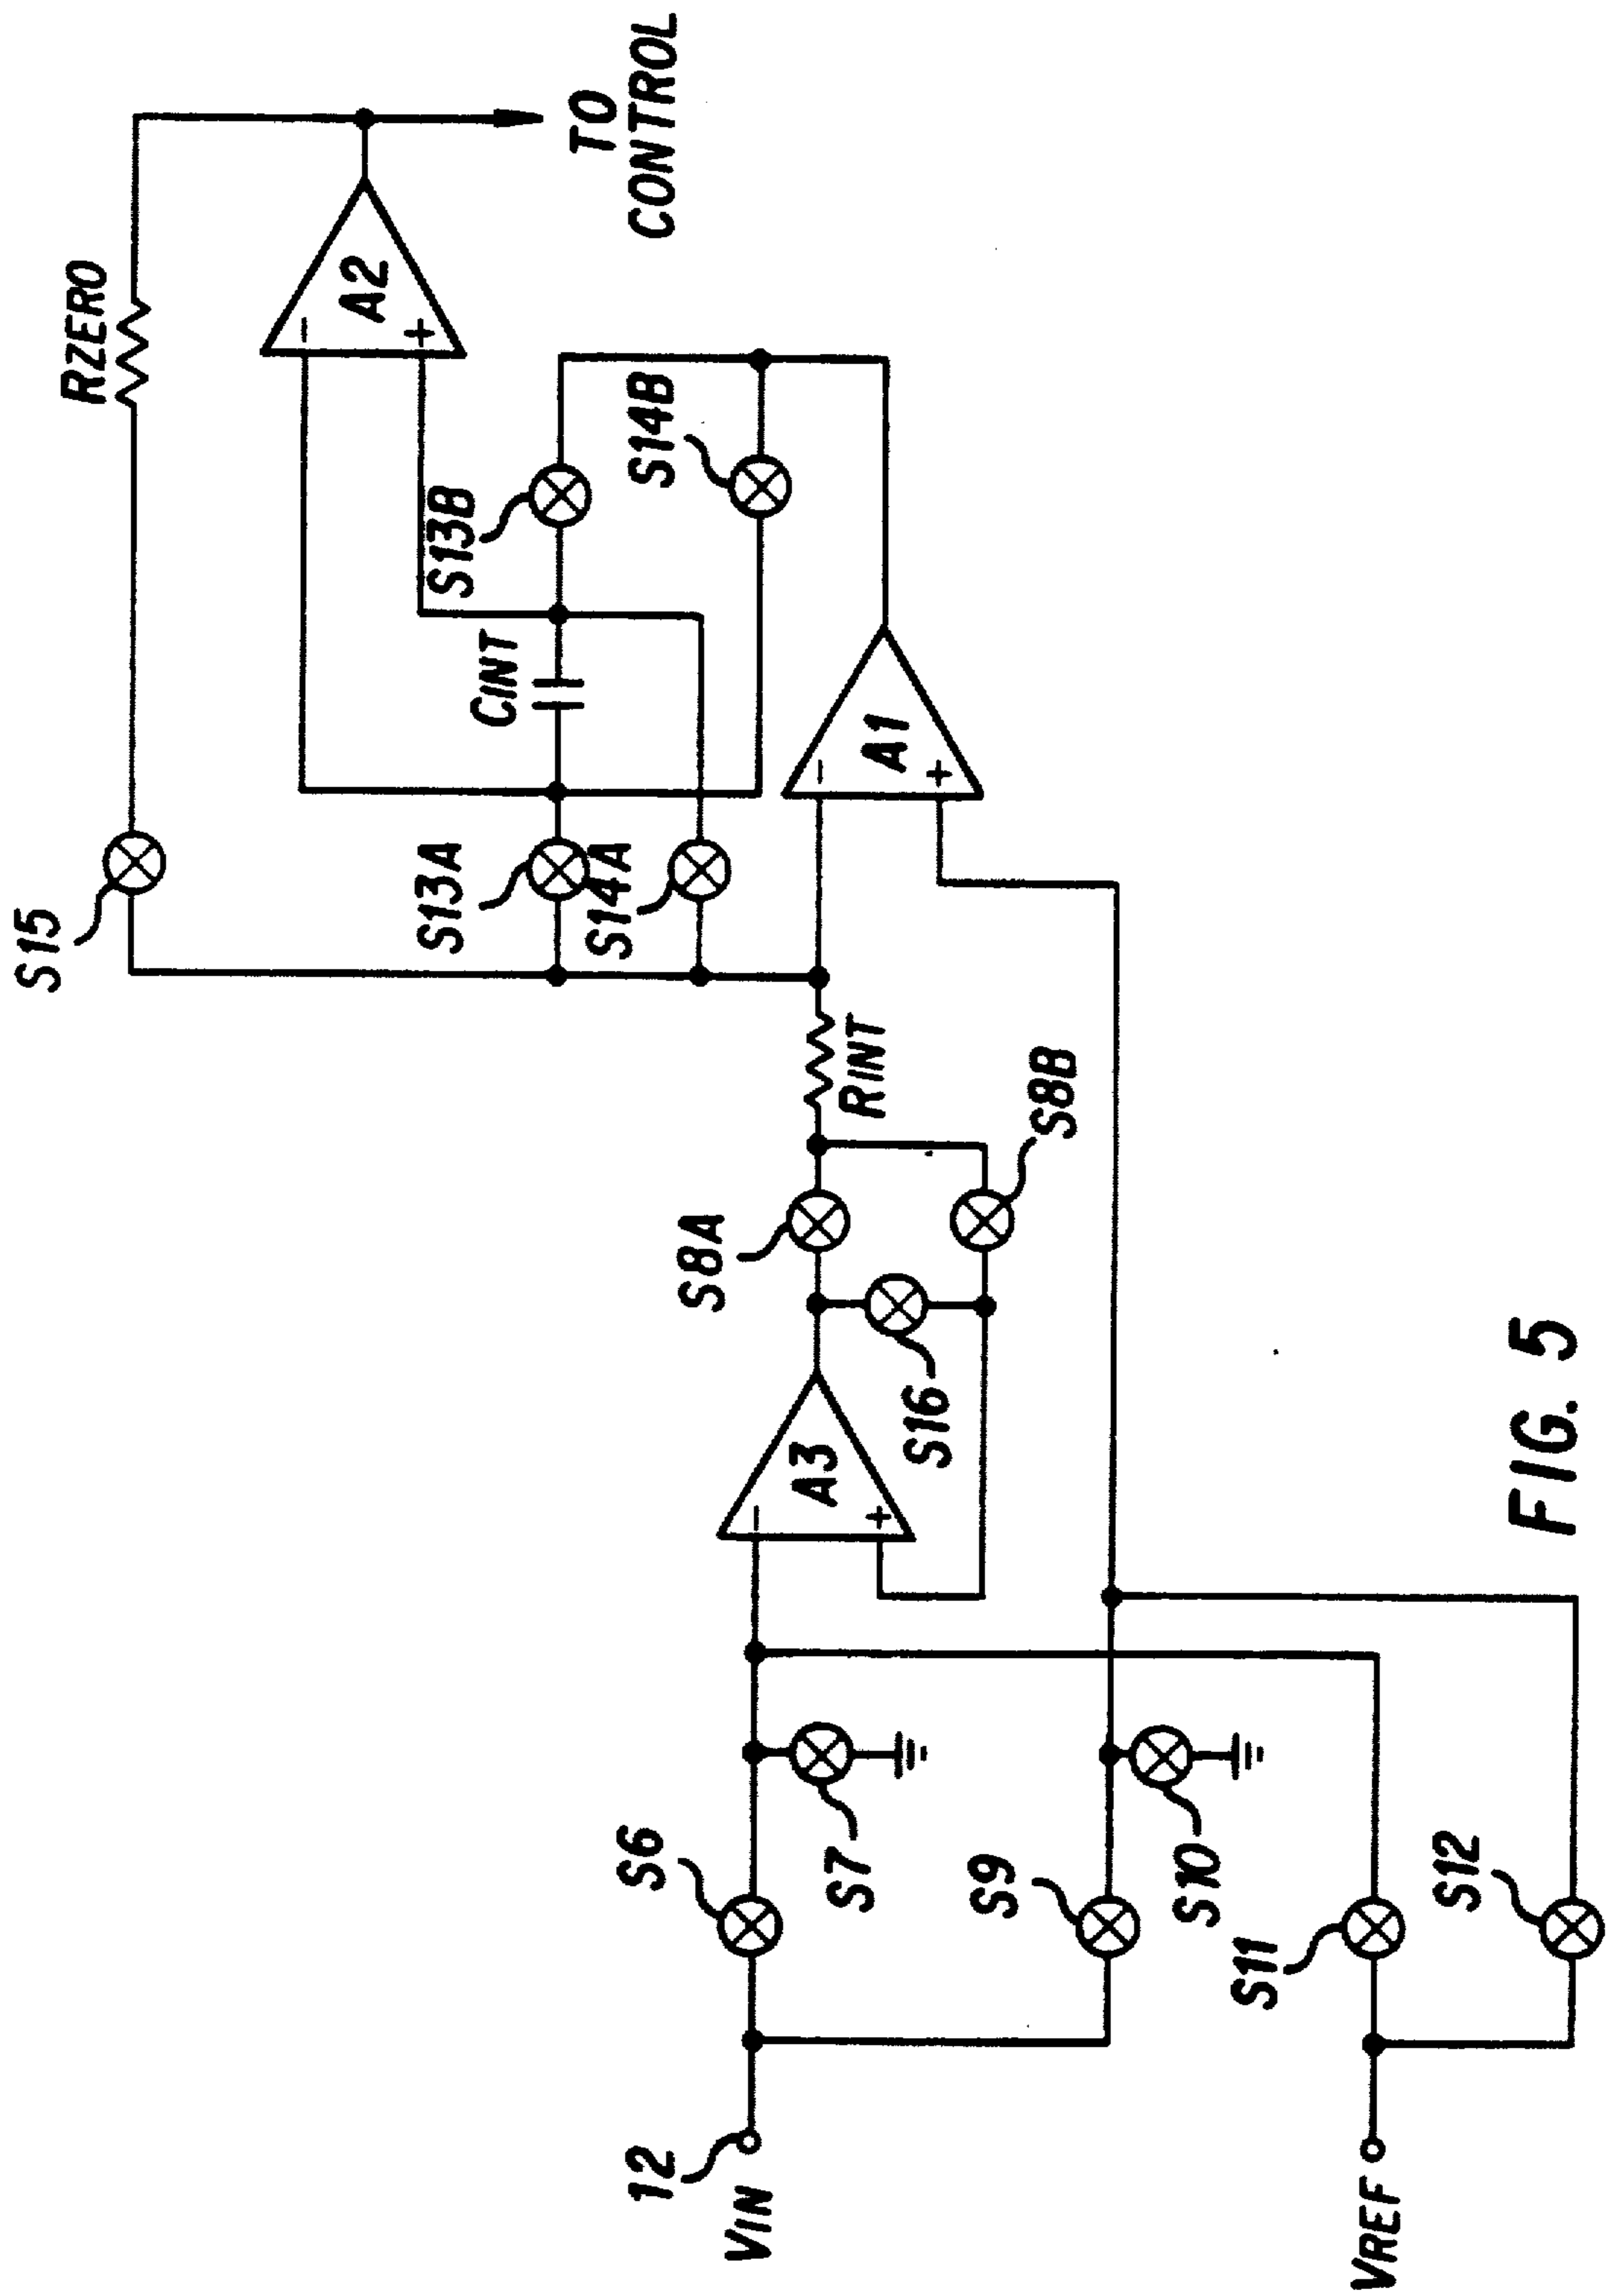 S15
RZERO
S13A
CINT
S13B
A2
S14A
S14B
TO
CONTROL
S8A
RINT
A1
S6
A3
S16
S8B
12
VIN
S7
S9
S10
S11
S12
VREF
FIG. 5
−
+
−
+
−
+